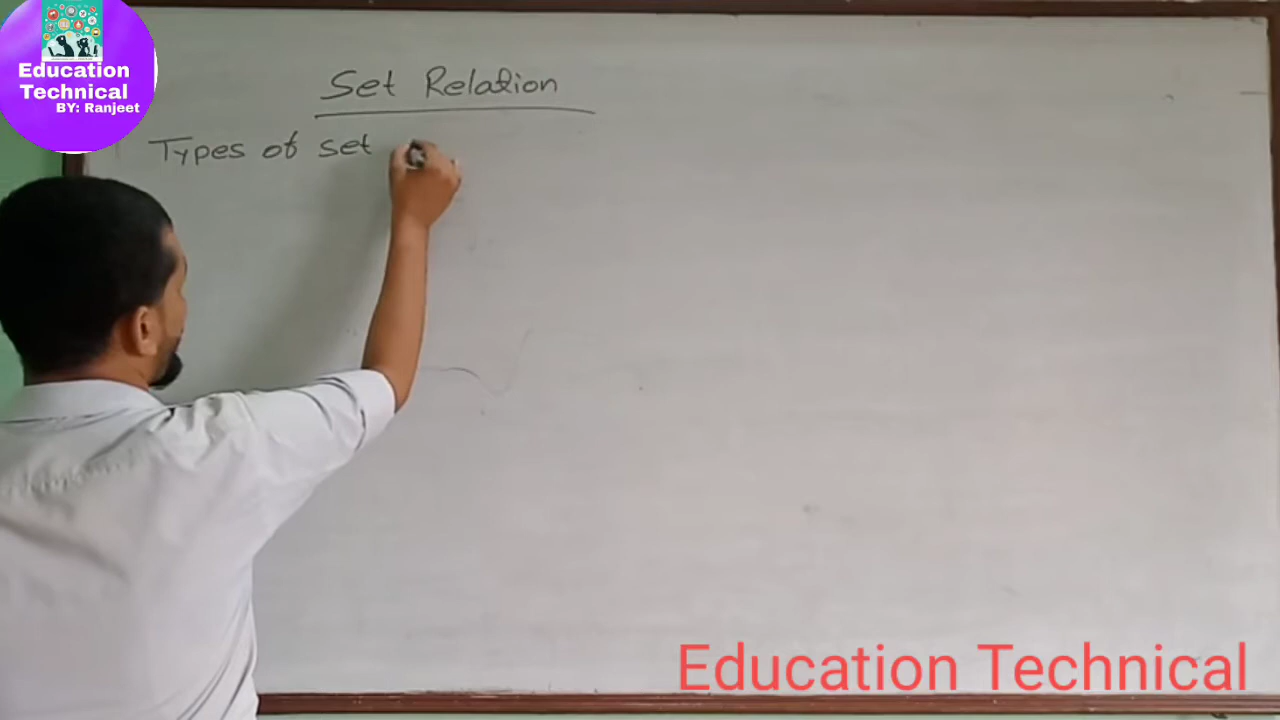 Education
Technical
BY: Ranjeet
Set Relation
Types of set
Education Technical